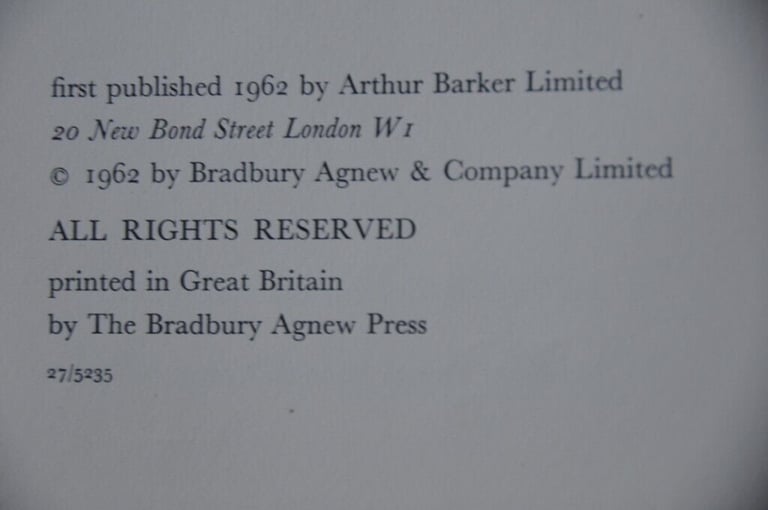 first published 1962 by Arthur Barker Limited
20 New Bond Street London W1
© 1962 by Bradbury Agnew & Company Limited
ALL RIGHTS RESERVED
printed in Great Britain
by The Bradbury Agnew Press
27/5235